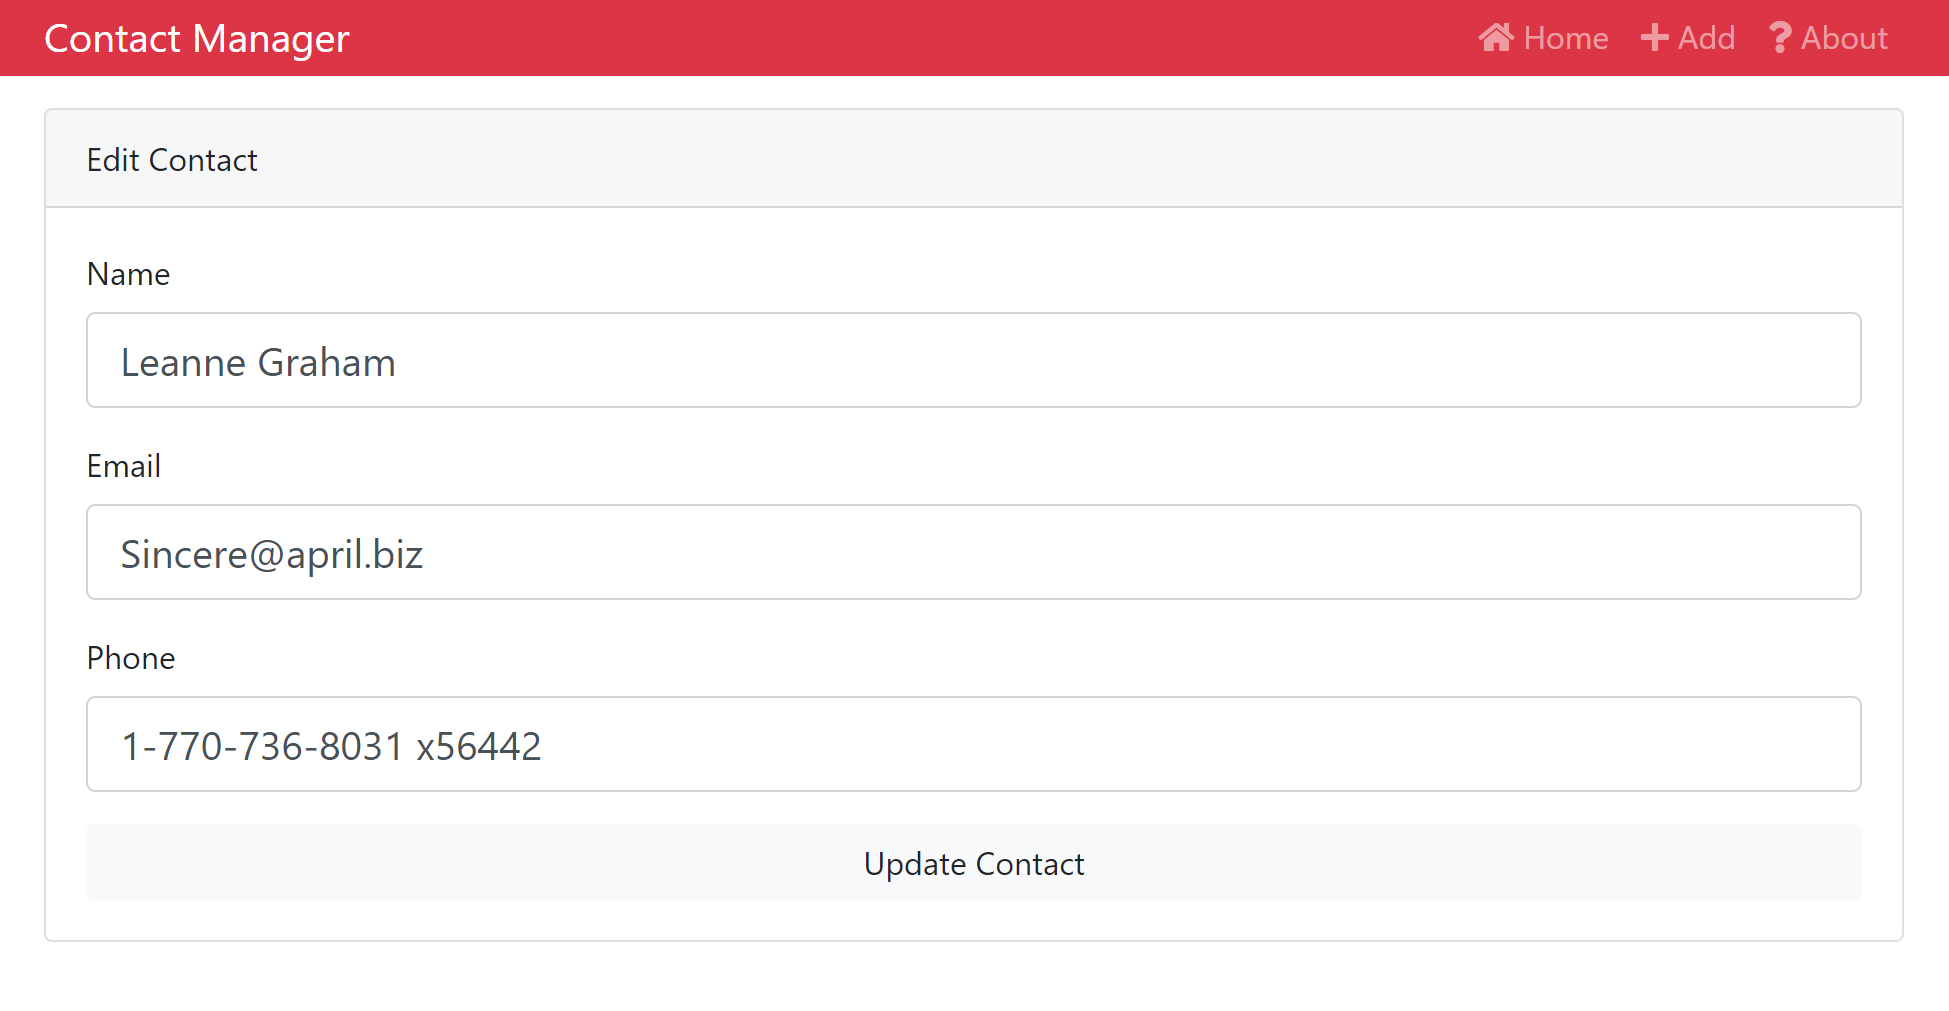 Contact Manager
Home Add About
Edit Contact
Name
Leanne Graham
Email
Sincere@april.biz
Phone
1-770-736-8031 x56442
Update Contact